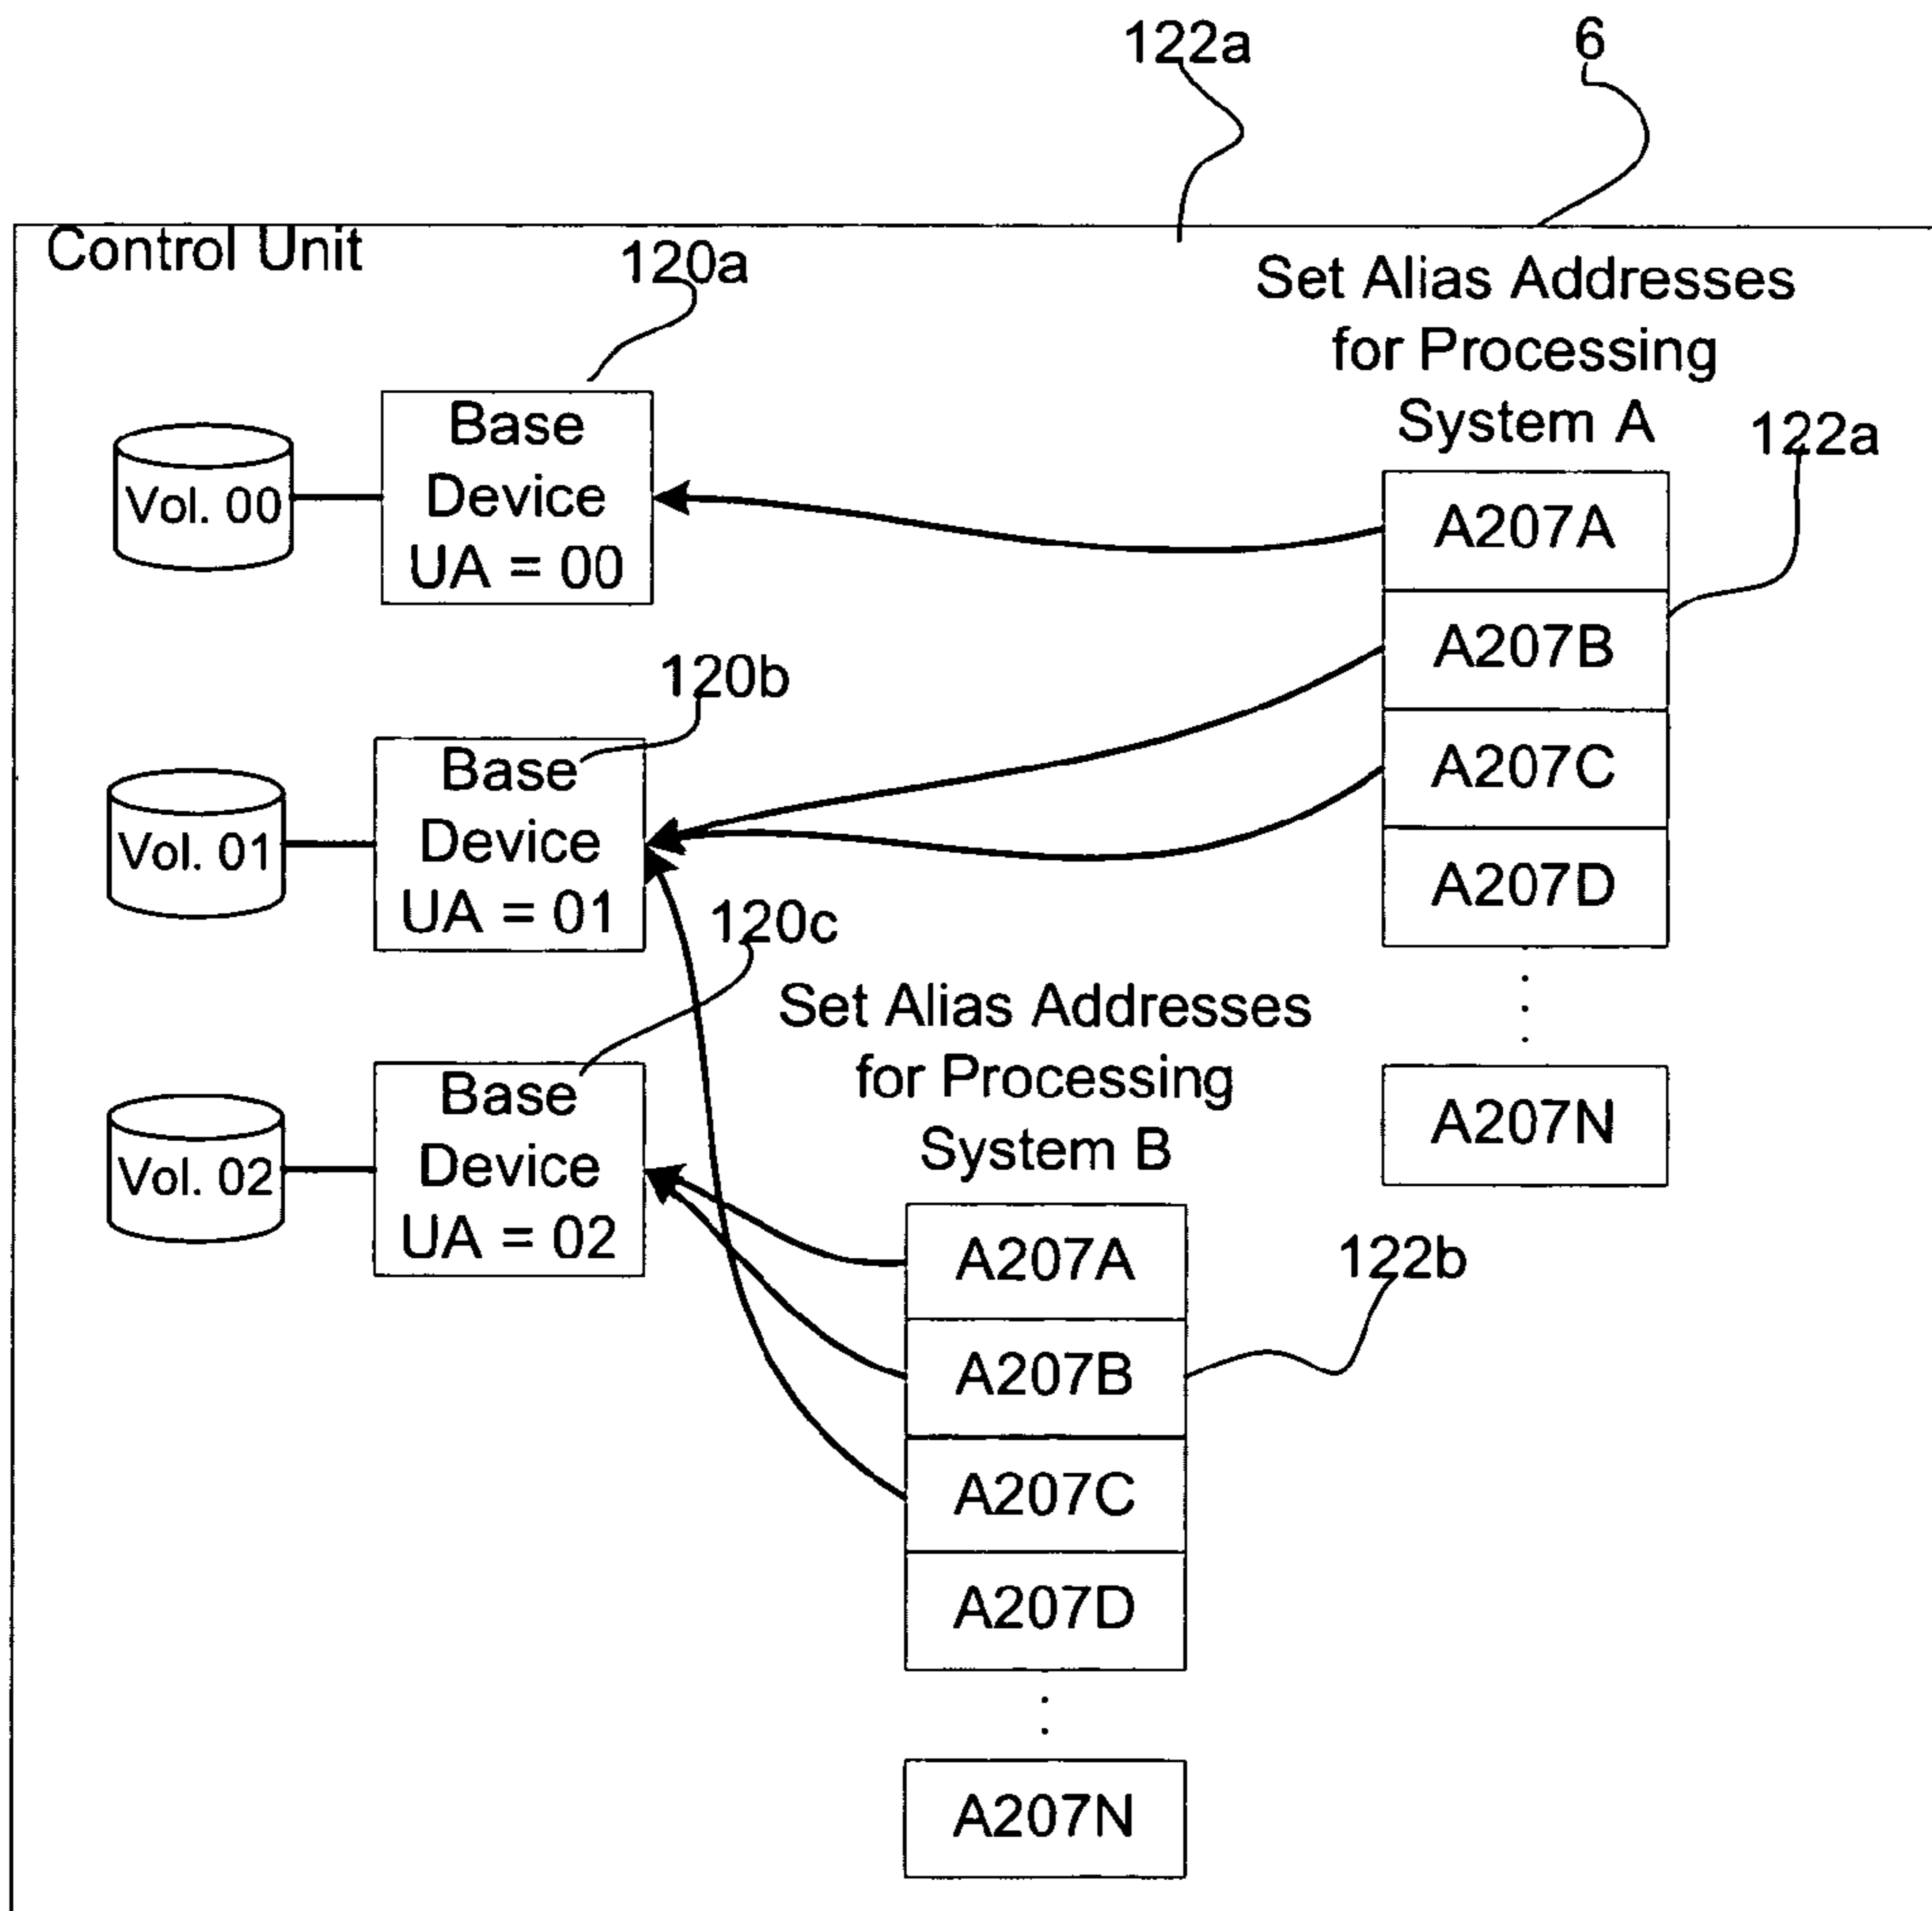 122a
6
Control Unit
120a
Set Alias Addresses
for Processing
System A
122a
Base
Device
UA = 00
Vol. 00
A207A
A207B
A207C
A207D
A207N
120b
Base
Device
UA = 01
Vol. 01
120c
Set Alias Addresses
for Processing
System B
Base
Device
UA = 02
Vol. 02
A207A
A207B
A207C
A207D
A207N
122b